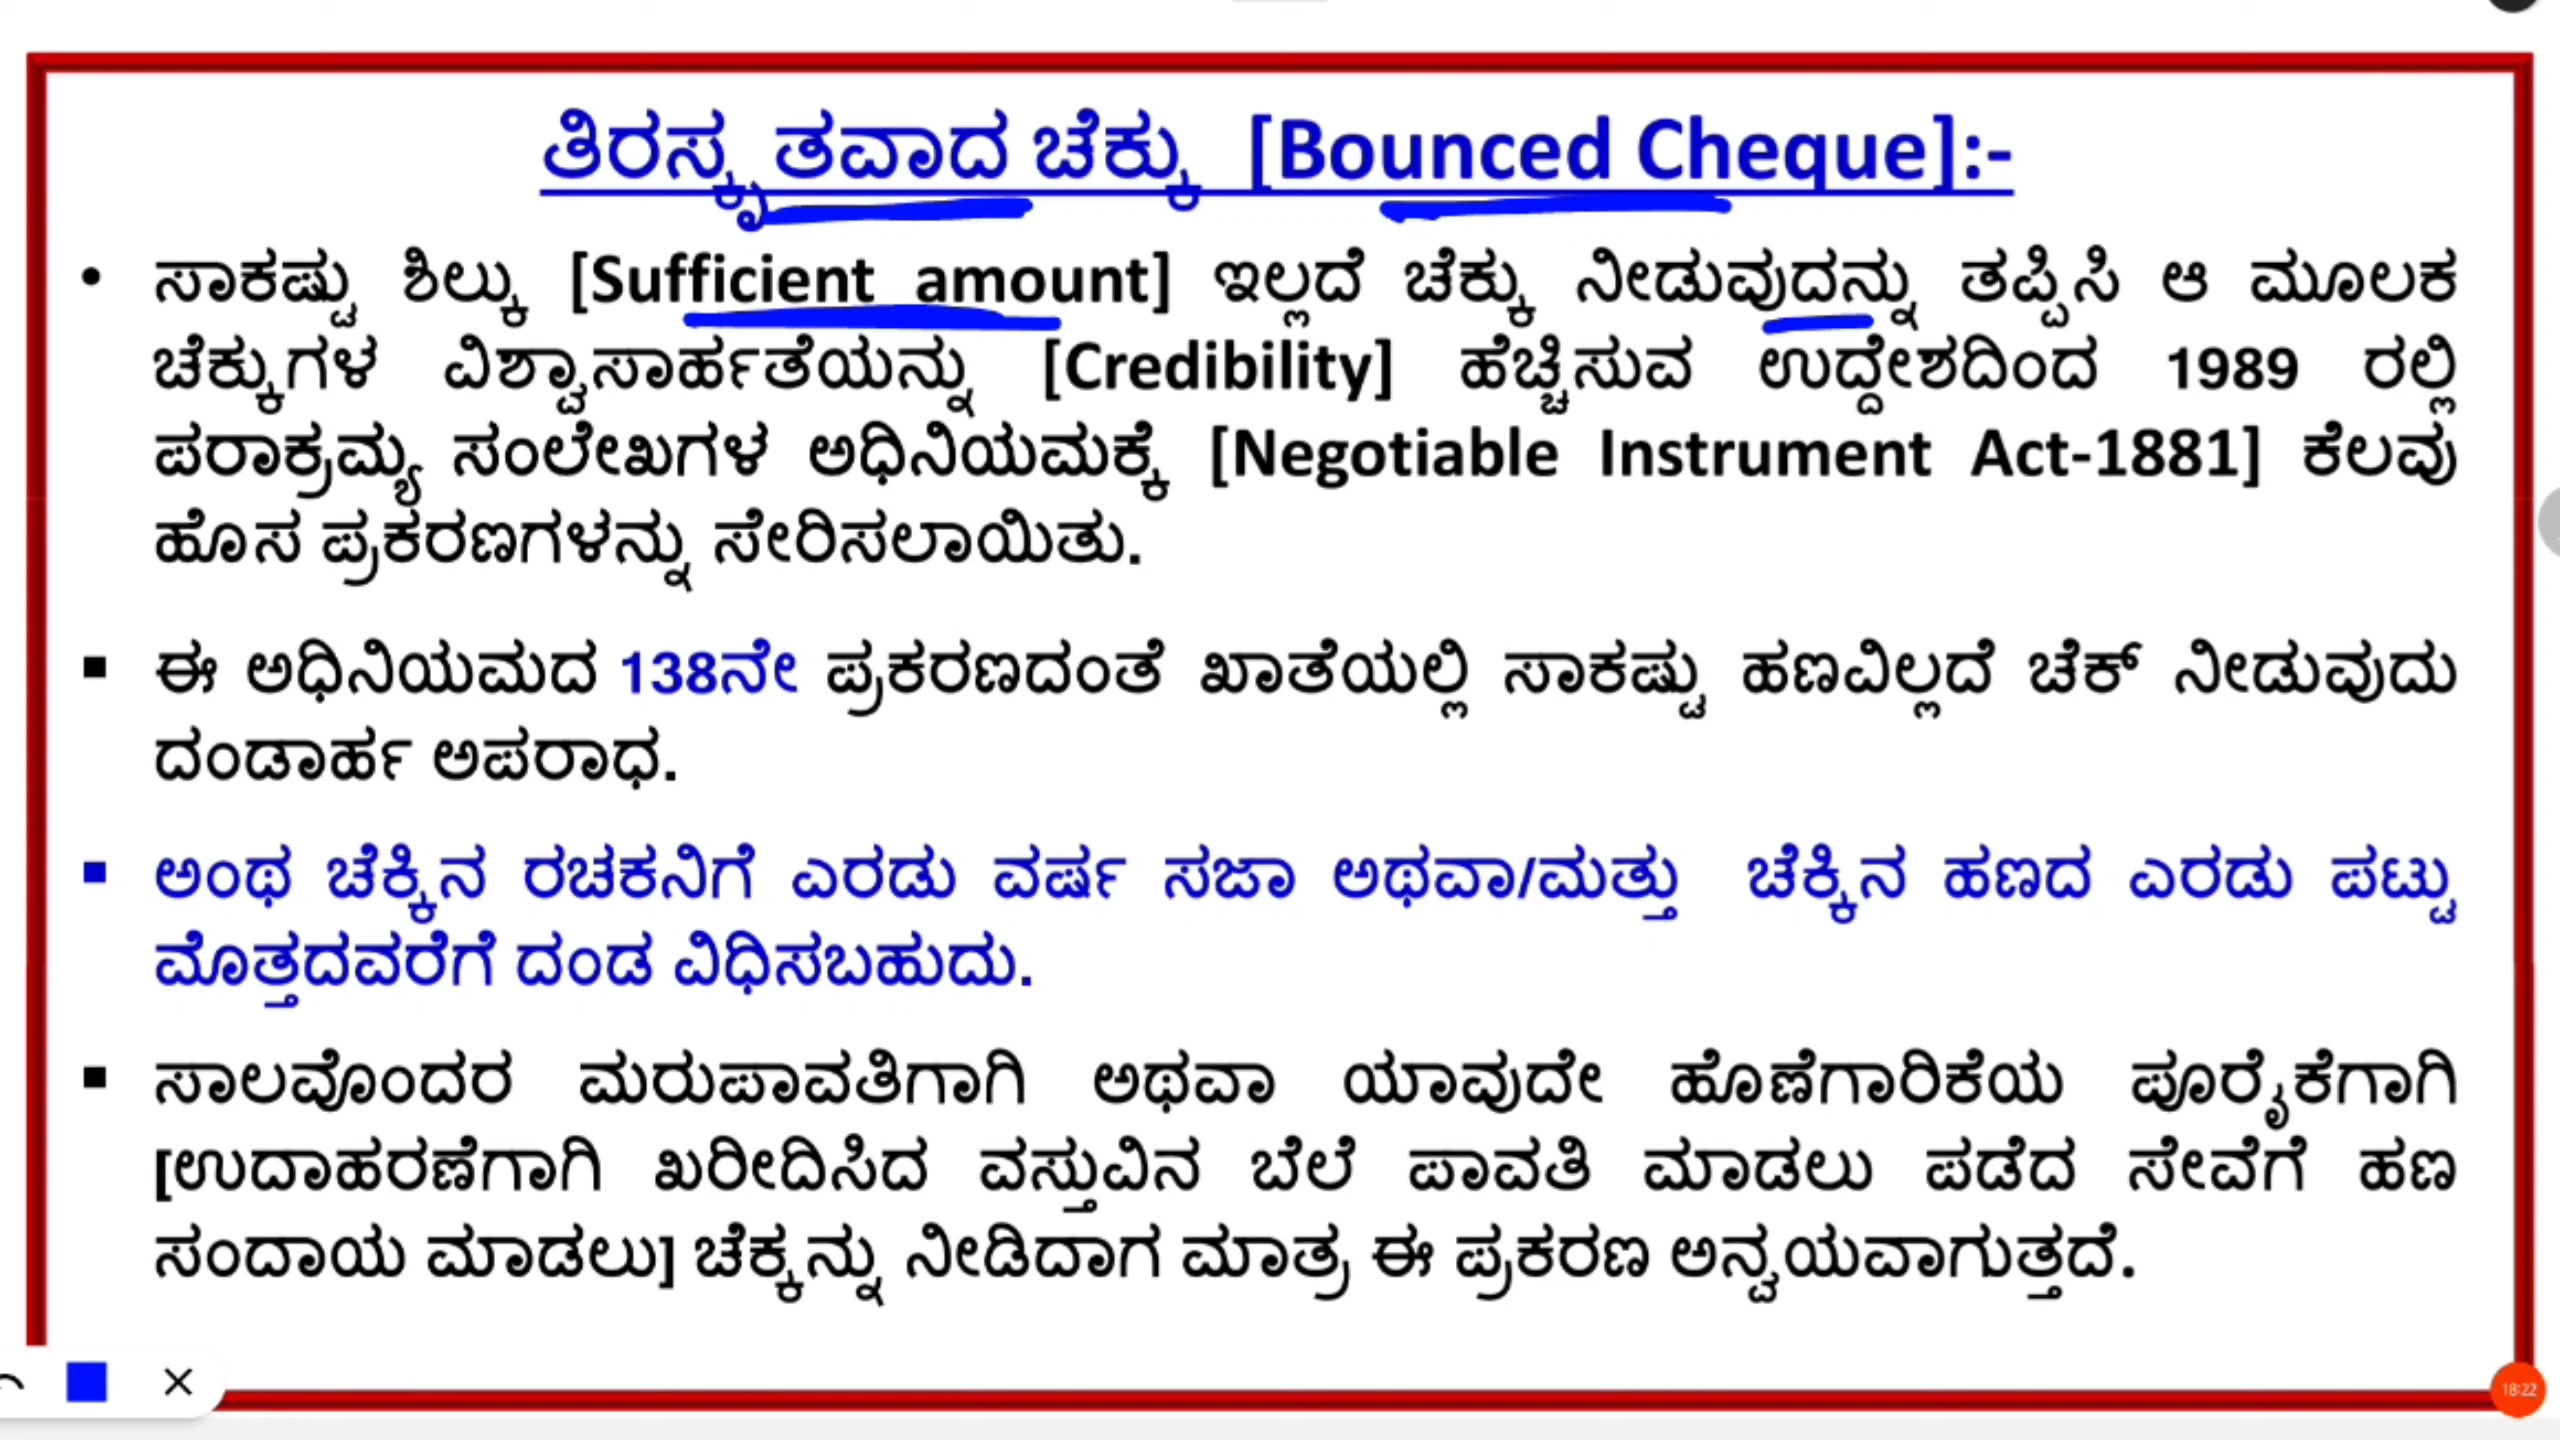 ತಿರಸ್ಕೃತವಾದ ಚೆಕ್ಕು [Bounced Cheque]:-
• ಸಾಕಷ್ಟು ಶಿಲ್ಕು [Sufficient amount] ಇಲ್ಲದೆ ಚೆಕ್ಕು ನೀಡುವುದನ್ನು ತಪ್ಪಿಸಿ ಆ ಮೂಲಕ
ಚೆಕ್ಕುಗಳ ವಿಶ್ವಾಸಾರ್ಹತೆಯನ್ನು [Credibility] ಹೆಚ್ಚಿಸುವ ಉದ್ದೇಶದಿಂದ 1989 ರಲ್ಲಿ
ಪರಾಕ್ರಮ್ಯ ಸಂಲೇಖಗಳ ಅಧಿನಿಯಮಕ್ಕೆ [Negotiable Instrument Act-1881] ಕೆಲವು
ಹೊಸ ಪ್ರಕರಣಗಳನ್ನು ಸೇರಿಸಲಾಯಿತು.
▪ ಈ ಅಧಿನಿಯಮದ 138ನೇ ಪ್ರಕರಣದಂತೆ ಖಾತೆಯಲ್ಲಿ ಸಾಕಷ್ಟು ಹಣವಿಲ್ಲದೆ ಚೆಕ್ ನೀಡುವುದು
ದಂಡಾರ್ಹ ಅಪರಾಧ.
▪ ಅಂಥ ಚೆಕ್ಕಿನ ರಚಕನಿಗೆ ಎರಡು ವರ್ಷ ಸಜಾ ಅಥವಾ/ಮತ್ತು ಚೆಕ್ಕಿನ ಹಣದ ಎರಡು ಪಟ್ಟು
ಮೊತ್ತದವರೆಗೆ ದಂಡ ವಿಧಿಸಬಹುದು.
▪ ಸಾಲವೊಂದರ ಮರುಪಾವತಿಗಾಗಿ ಅಥವಾ ಯಾವುದೇ ಹೊಣೆಗಾರಿಕೆಯ ಪೂರೈಕೆಗಾಗಿ
[ಉದಾಹರಣೆಗಾಗಿ ಖರೀದಿಸಿದ ವಸ್ತುವಿನ ಬೆಲೆ ಪಾವತಿ ಮಾಡಲು ಪಡೆದ ಸೇವೆಗೆ ಹಣ
ಸಂದಾಯ ಮಾಡಲು] ಚೆಕ್ಕನ್ನು ನೀಡಿದಾಗ ಮಾತ್ರ ಈ ಪ್ರಕರಣ ಅನ್ವಯವಾಗುತ್ತದೆ.
18:22